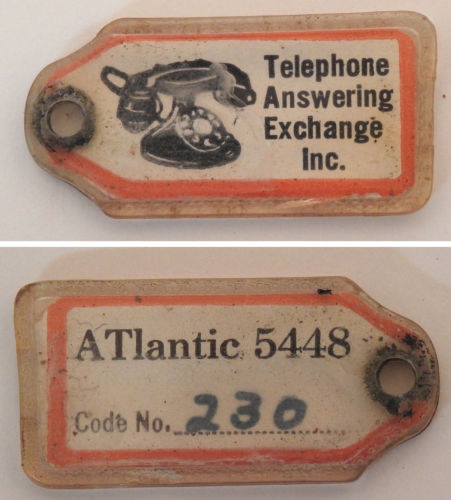 Telephone
Answering
Exchange
Inc.
ATlantic 5448
Code No. 230